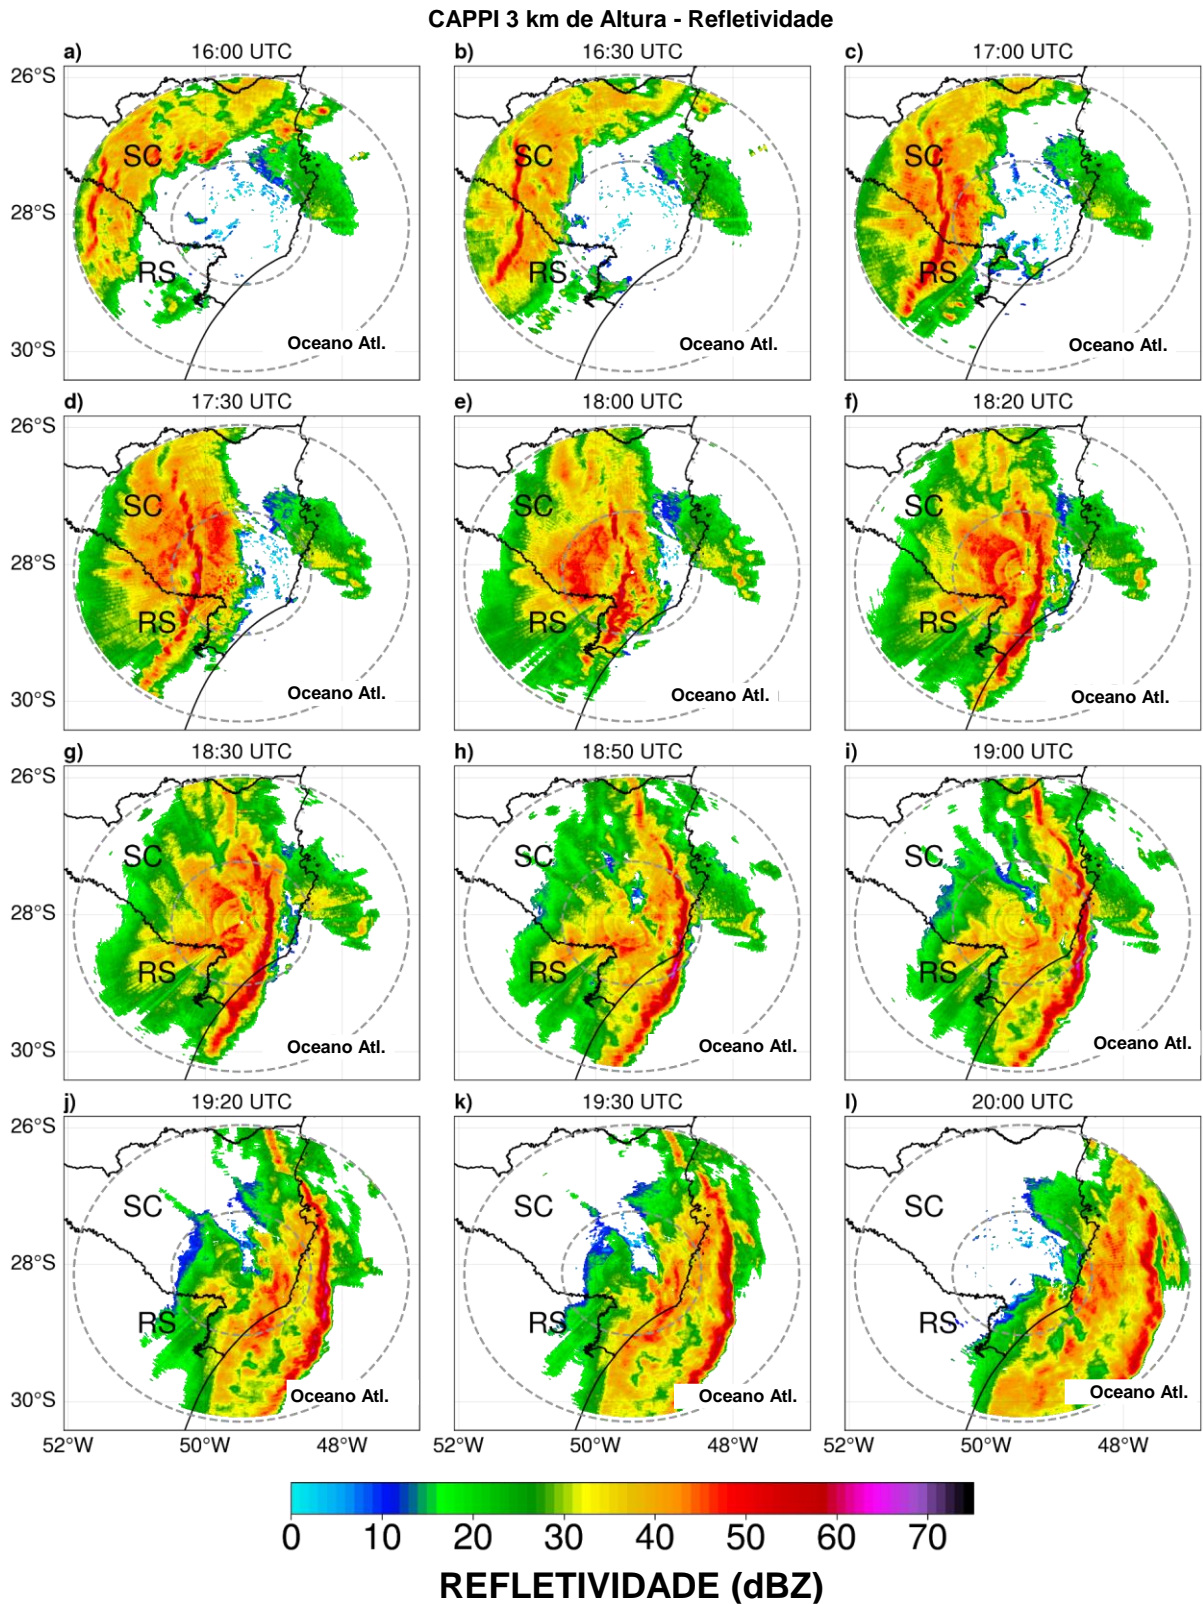 CAPPI 3 km de Altura - Refletividade
a) 16:00 UTC
b) 16:30 UTC
c) 17:00 UTC
26°S
28°S
30°S
SC
RS
Oceano Atl.
SC
RS
Oceano Atl.
SC
RS
Oceano Atl.
d) 17:30 UTC
e) 18:00 UTC
f) 18:20 UTC
26°S
28°S
30°S
SC
RS
Oceano Atl.
SC
RS
Oceano Atl.
SC
RS
Oceano Atl.
g) 18:30 UTC
h) 18:50 UTC
i) 19:00 UTC
26°S
28°S
30°S
SC
RS
Oceano Atl.
SC
RS
Oceano Atl.
SC
RS
Oceano Atl.
j) 19:20 UTC
k) 19:30 UTC
l) 20:00 UTC
26°S
28°S
30°S
SC
RS
Oceano Atl.
SC
RS
Oceano Atl.
SC
RS
Oceano Atl.
52°W 50°W 48°W
52°W 50°W 48°W
52°W 50°W 48°W
0 10 20 30 40 50 60 70
REFLETIVIDADE (dBZ)